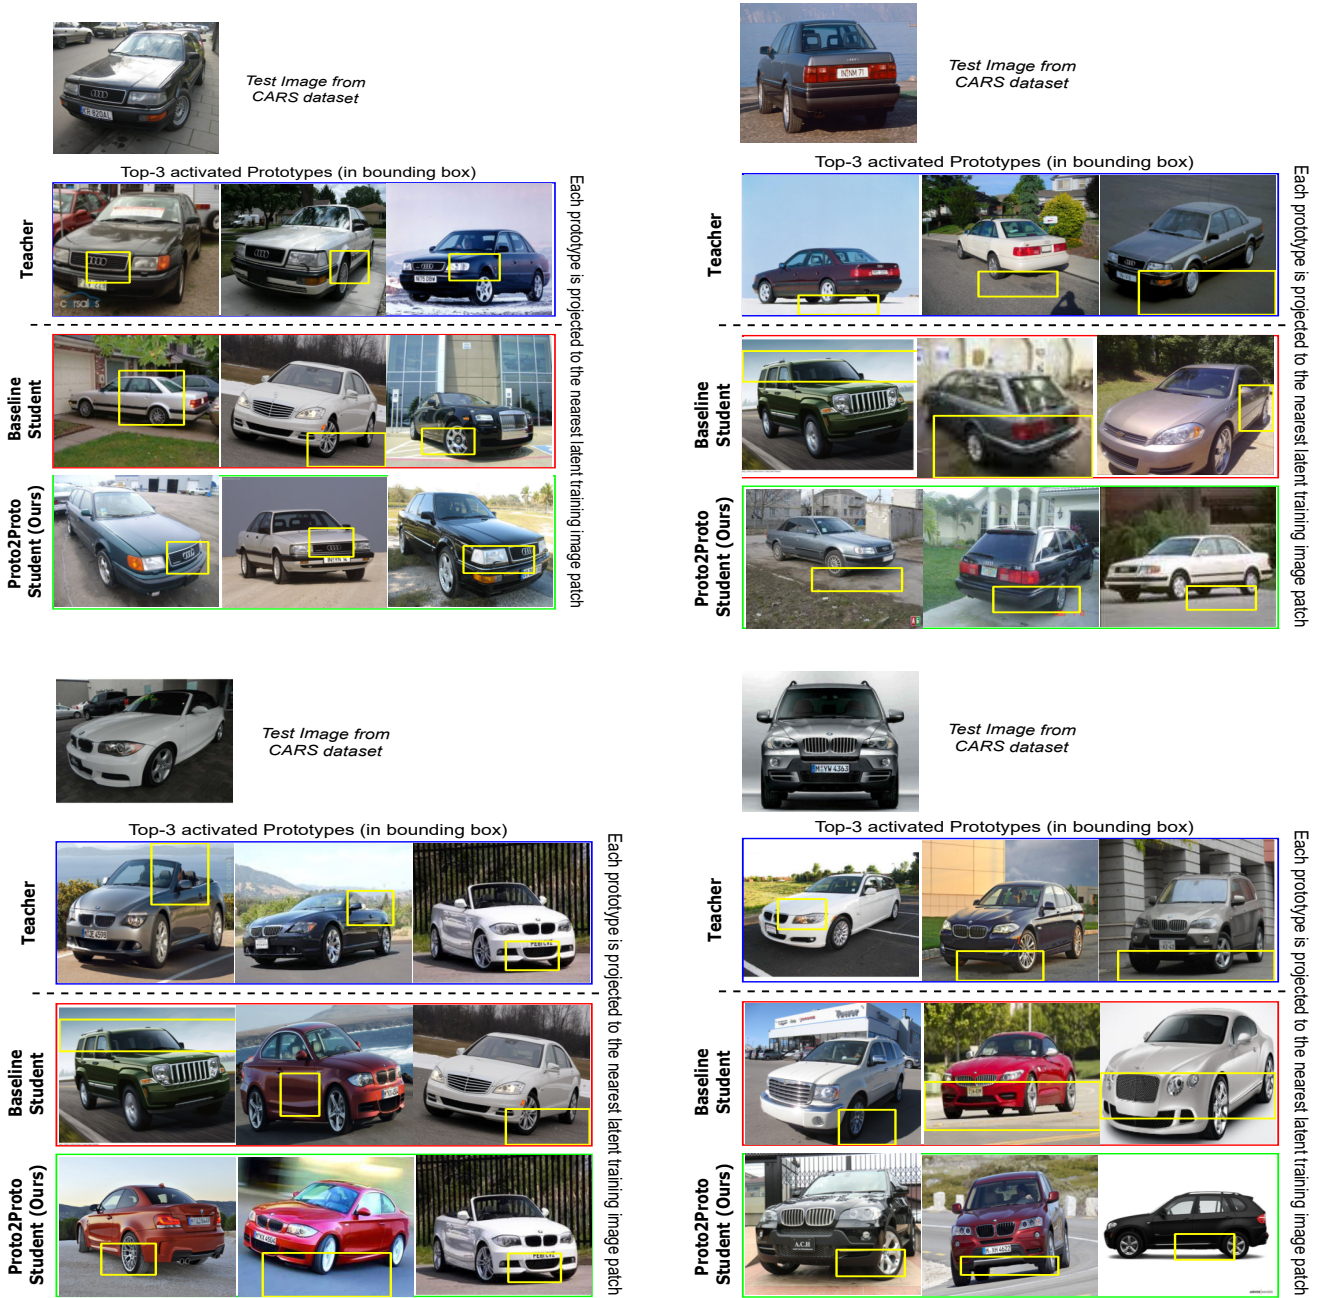 Test Image from
CARS dataset
Top-3 activated Prototypes (in bounding box)
Teacher
Baseline
Student
Proto2Proto
Student (Ours)
Each prototype is projected to the nearest latent training image patch
Test Image from
CARS dataset
IN NM 71
Top-3 activated Prototypes (in bounding box)
Teacher
Baseline
Student
Proto2Proto
Student (Ours)
Each prototype is projected to the nearest latent training image patch
Test Image from
CARS dataset
Top-3 activated Prototypes (in bounding box)
Teacher
Baseline
Student
Proto2Proto
Student (Ours)
Each prototype is projected to the nearest latent training image patch
Test Image from
CARS dataset
M YW 4363
Top-3 activated Prototypes (in bounding box)
Teacher
Baseline
Student
Proto2Proto
Student (Ours)
A.C.H
Each prototype is projected to the nearest latent training image patch